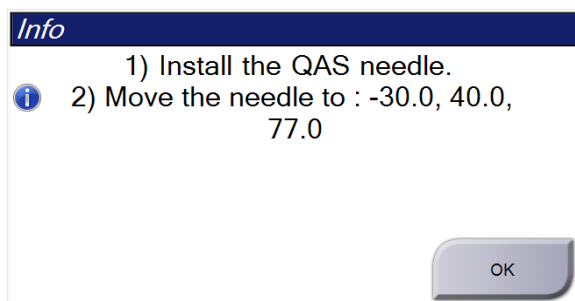 Info
1) Install the QAS needle.
2) Move the needle to : -30.0, 40.0,
77.0
OK